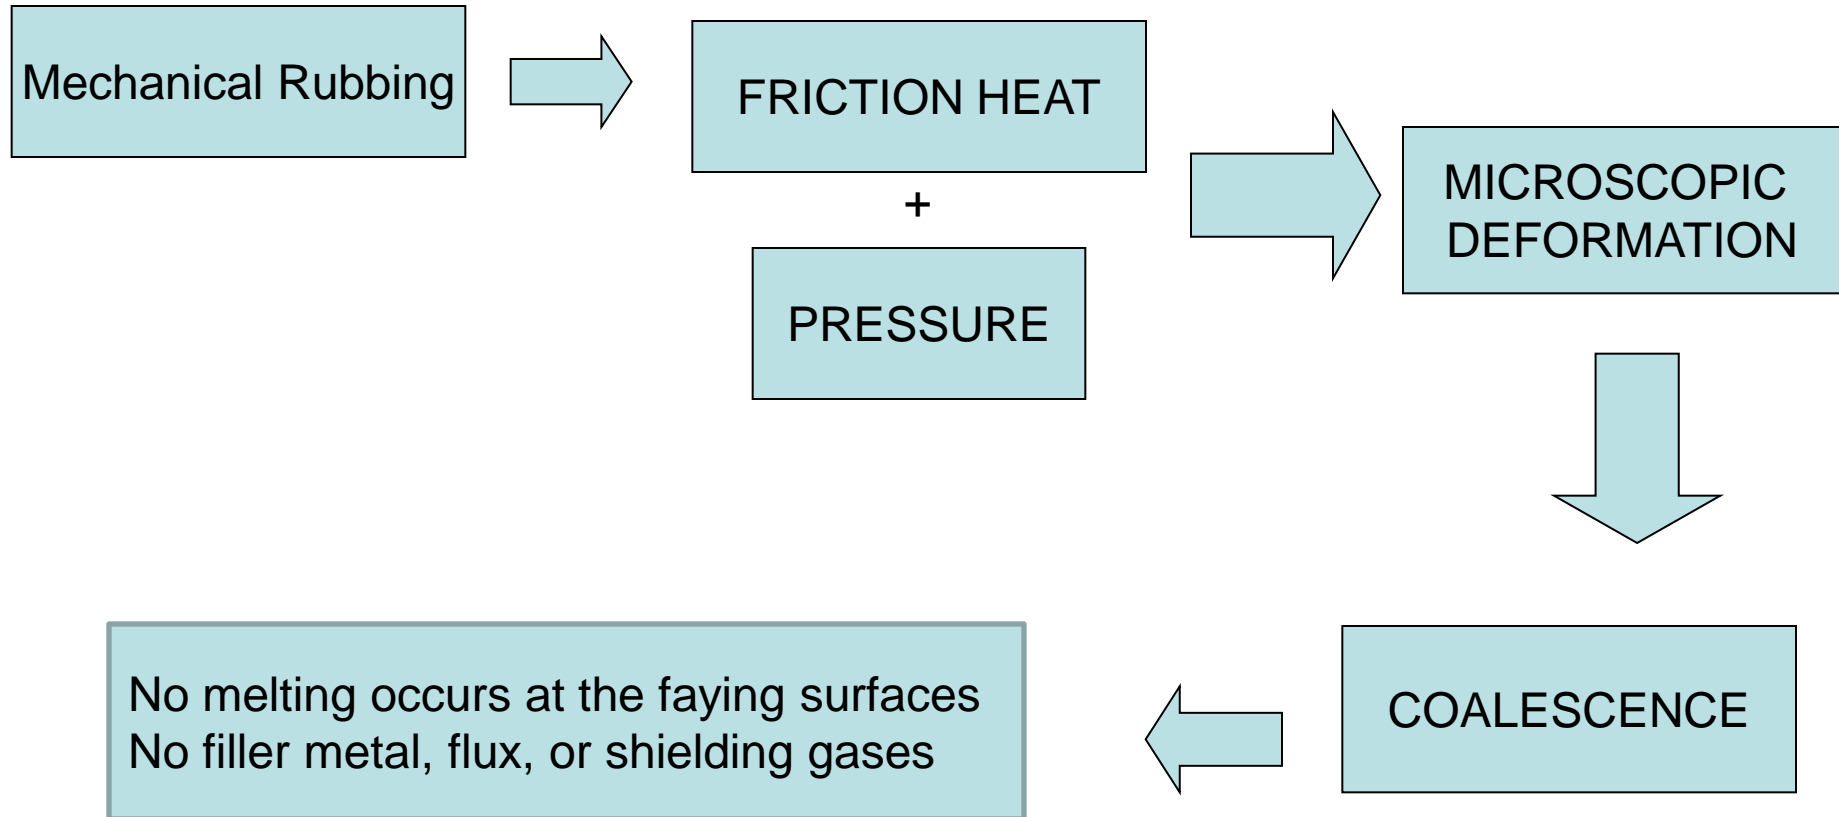 Mechanical Rubbing
FRICTION HEAT
+
PRESSURE
MICROSCOPIC
DEFORMATION
COALESCENCE
No melting occurs at the faying surfaces
No filler metal, flux, or shielding gases